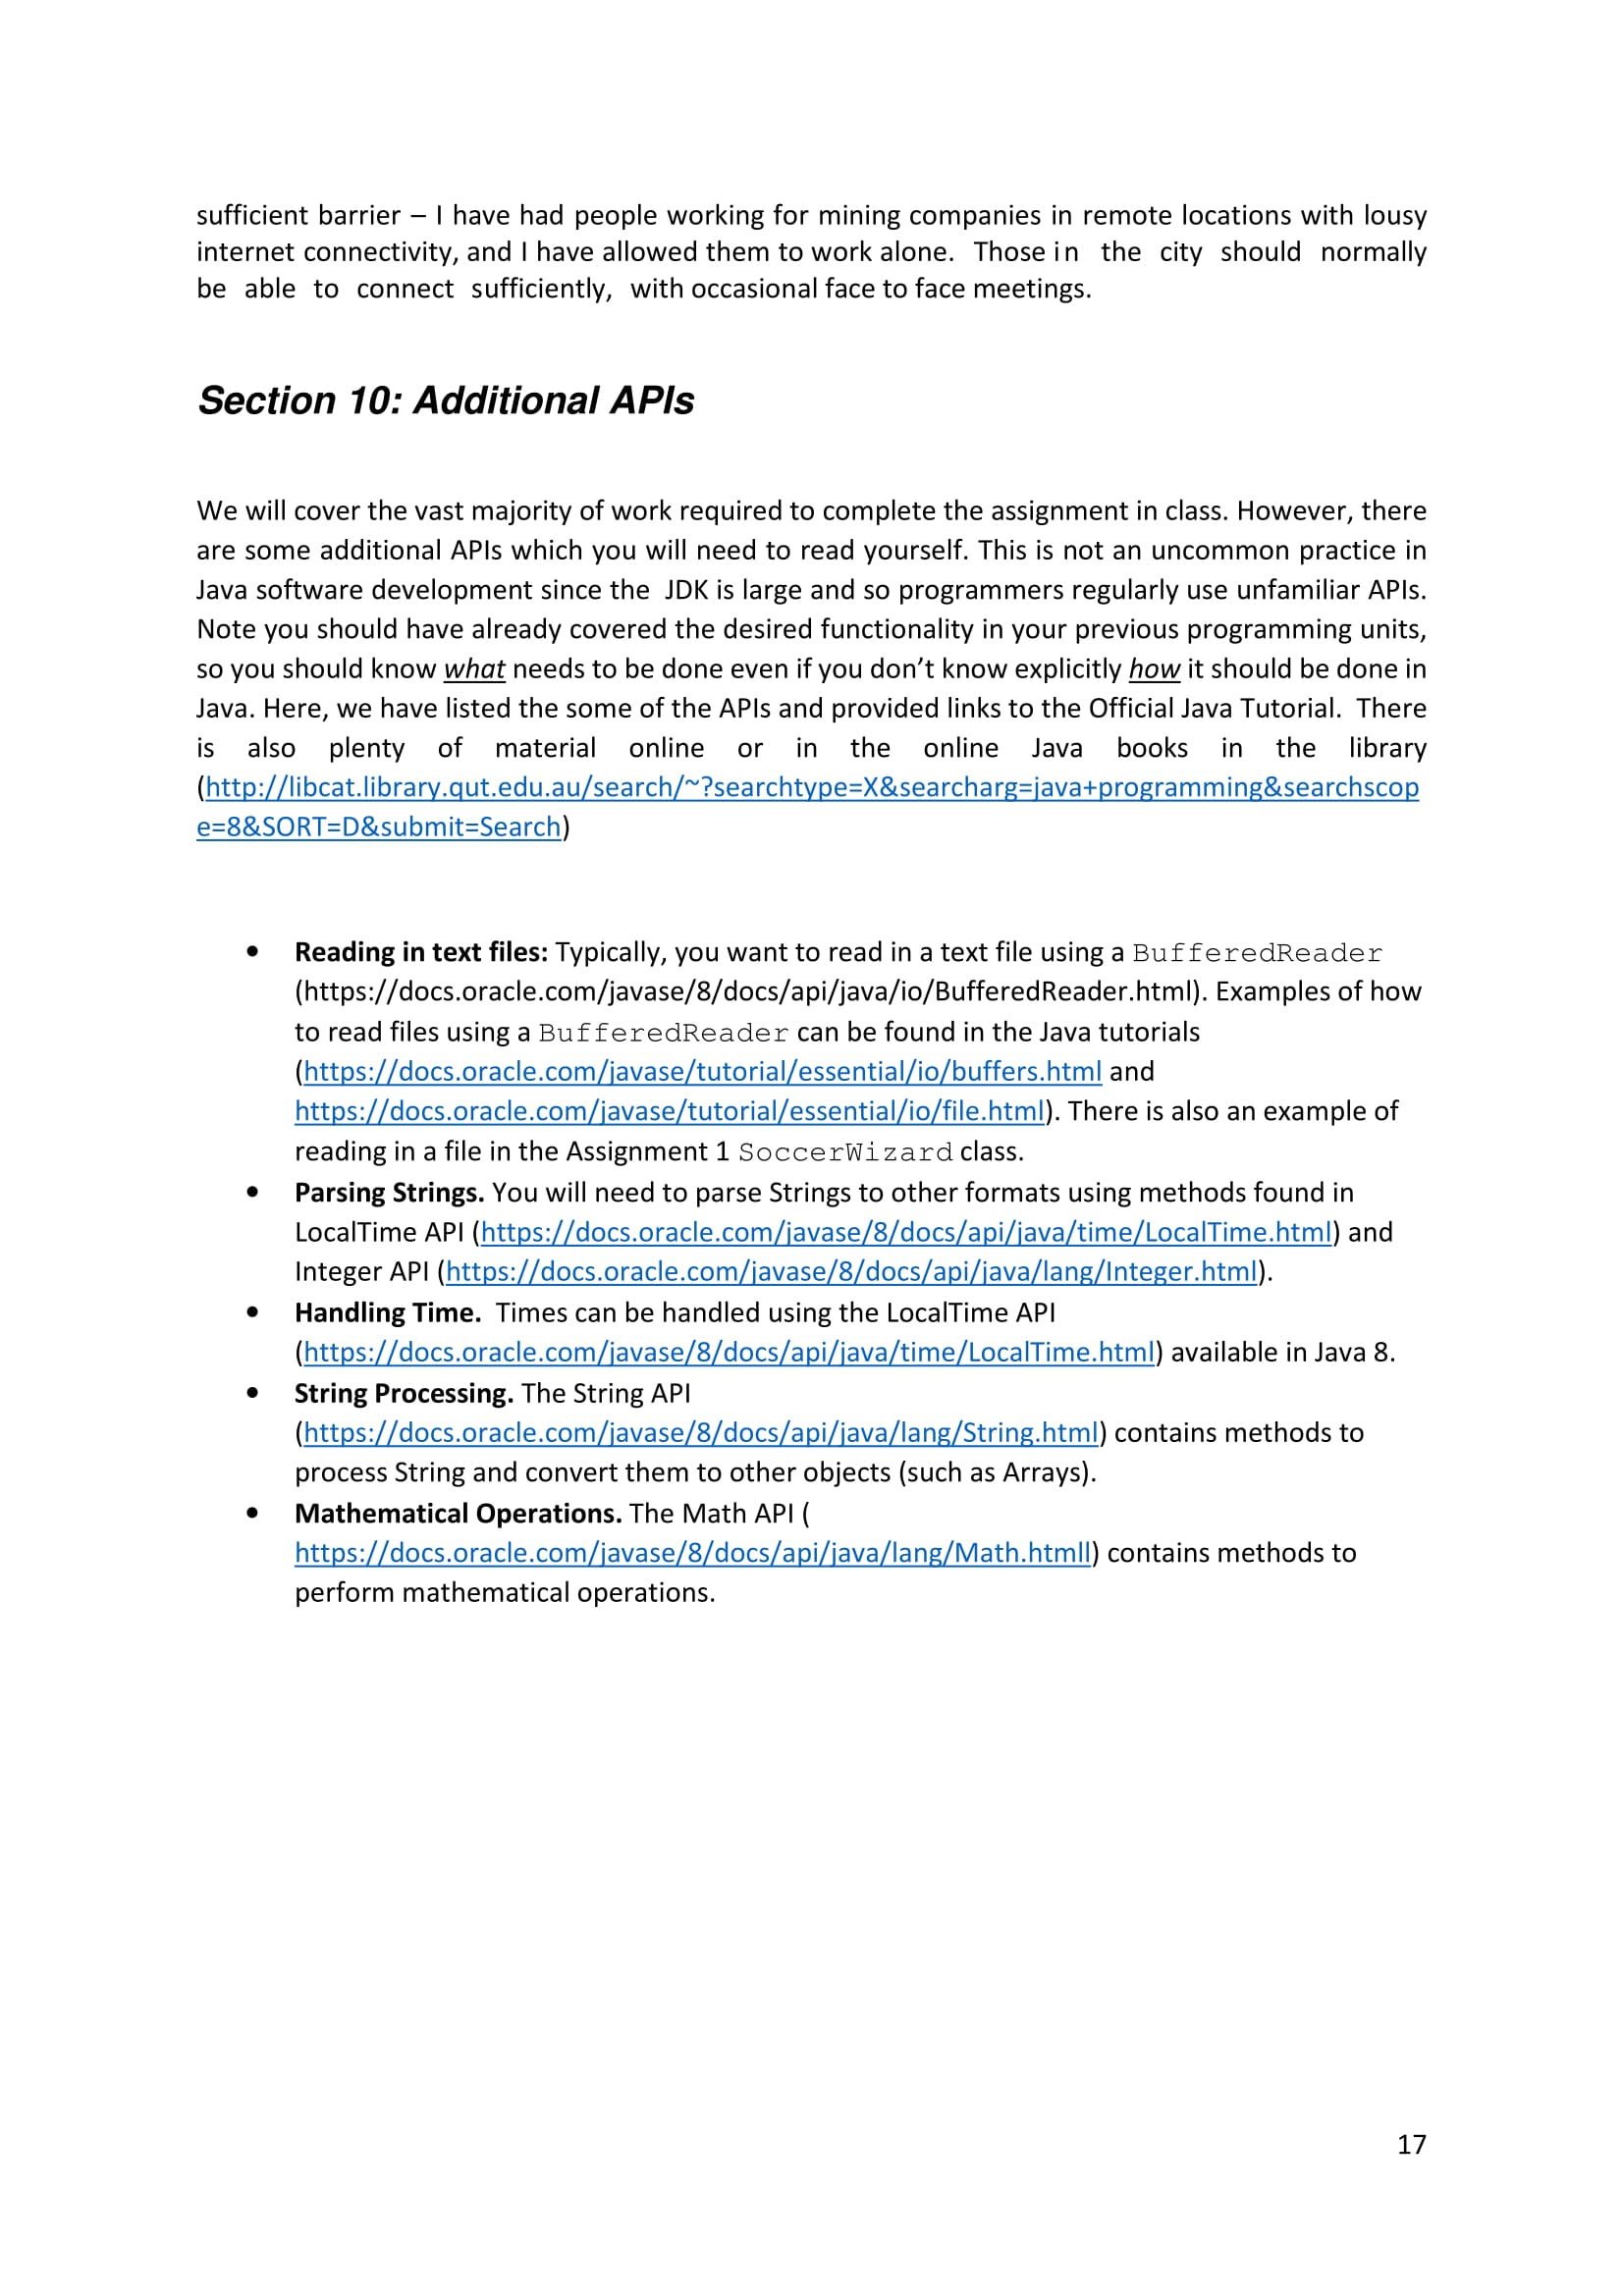 sufficient barrier – I have had people working for mining companies in remote locations with lousy
internet connectivity, and I have allowed them to work alone. Those in the city should normally
be able to connect sufficiently, with occasional face to face meetings.
Section 10: Additional APIs
We will cover the vast majority of work required to complete the assignment in class. However, there
are some additional APIs which you will need to read yourself. This is not an uncommon practice in
Java software development since the JDK is large and so programmers regularly use unfamiliar APIs.
Note you should have already covered the desired functionality in your previous programming units,
so you should know what needs to be done even if you don’t know explicitly how it should be done in
Java. Here, we have listed the some of the APIs and provided links to the Official Java Tutorial. There
is also plenty of material online or in the online Java books in the library
(http://libcat.library.qut.edu.au/search/~?searchtype=X&searcharg=java+programming&searchscop
e=8&SORT=D&submit=Search)
• Reading in text files: Typically, you want to read in a text file using a BufferedReader
(https://docs.oracle.com/javase/8/docs/api/java/io/BufferedReader.html). Examples of how
to read files using a BufferedReader can be found in the Java tutorials
(https://docs.oracle.com/javase/tutorial/essential/io/buffers.html and
https://docs.oracle.com/javase/tutorial/essential/io/file.html). There is also an example of
reading in a file in the Assignment 1 SoccerWizard class.
• Parsing Strings. You will need to parse Strings to other formats using methods found in
LocalTime API (https://docs.oracle.com/javase/8/docs/api/java/time/LocalTime.html) and
Integer API (https://docs.oracle.com/javase/8/docs/api/java/lang/Integer.html).
• Handling Time. Times can be handled using the LocalTime API
(https://docs.oracle.com/javase/8/docs/api/java/time/LocalTime.html) available in Java 8.
• String Processing. The String API
(https://docs.oracle.com/javase/8/docs/api/java/lang/String.html) contains methods to
process String and convert them to other objects (such as Arrays).
• Mathematical Operations. The Math API (
https://docs.oracle.com/javase/8/docs/api/java/lang/Math.htmll) contains methods to
perform mathematical operations.
17